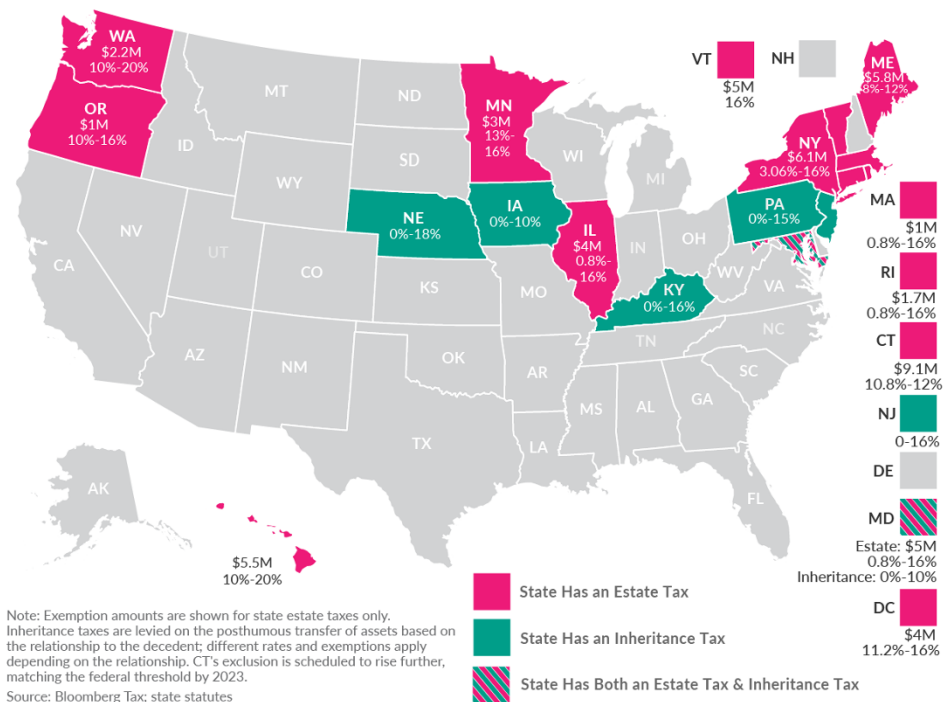 WA
$2.2M
10%-20%
OR
$1M
10%-16%
MT
ID
ND
SD
WY
NV
UT
CA
CO
AZ
NM
MN
$3M
13%-
16%
NE
0%-18%
IA
0%-10%
IL
$4M
0.8%-
16%
WI
MI
IN
OH
KS
MO
KY
0%-16%
WV
VA
TN
NC
OK
AR
SC
MS
AL
GA
TX
LA
FL
AK
$5.5M
10%-20%
VT
$5M
16%
NH
ME
$5.8M
8%-12%
NY
$6.1M
3.06%-16%
PA
0%-15%
MA
$1M
0.8%-16%
RI
$1.7M
0.8%-16%
CT
$9.1M
10.8%-12%
NJ
0-16%
DE
MD
Estate: $5M
0.8%-16%
Inheritance: 0%-10%
DC
$4M
11.2%-16%
State Has an Estate Tax
State Has an Inheritance Tax
State Has Both an Estate Tax & Inheritance Tax
Note: Exemption amounts are shown for state estate taxes only.
Inheritance taxes are levied on the posthumous transfer of assets based on
the relationship to the decedent; different rates and exemptions apply
depending on the relationship. CT's exclusion is scheduled to rise further,
matching the federal threshold by 2023.
Source: Bloomberg Tax; state statutes